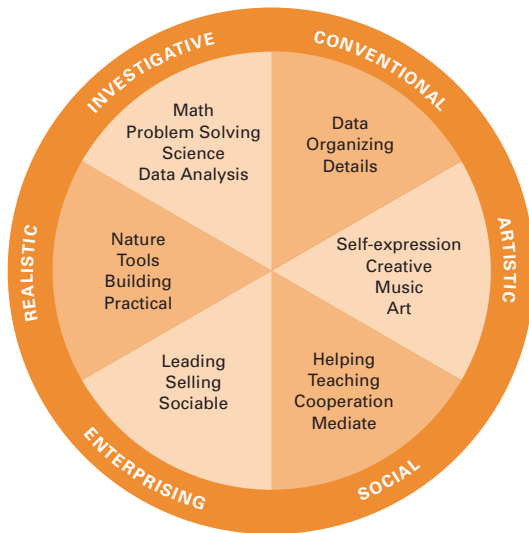 INVESTIGATIVE
Math
Problem Solving
Science
Data Analysis
CONVENTIONAL
Data
Organizing
Details
ARTISTIC
Self-expression
Creative
Music
Art
SOCIAL
Helping
Teaching
Cooperation
Mediate
ENTERPRISING
Leading
Selling
Sociable
REALISTIC
Nature
Tools
Building
Practical